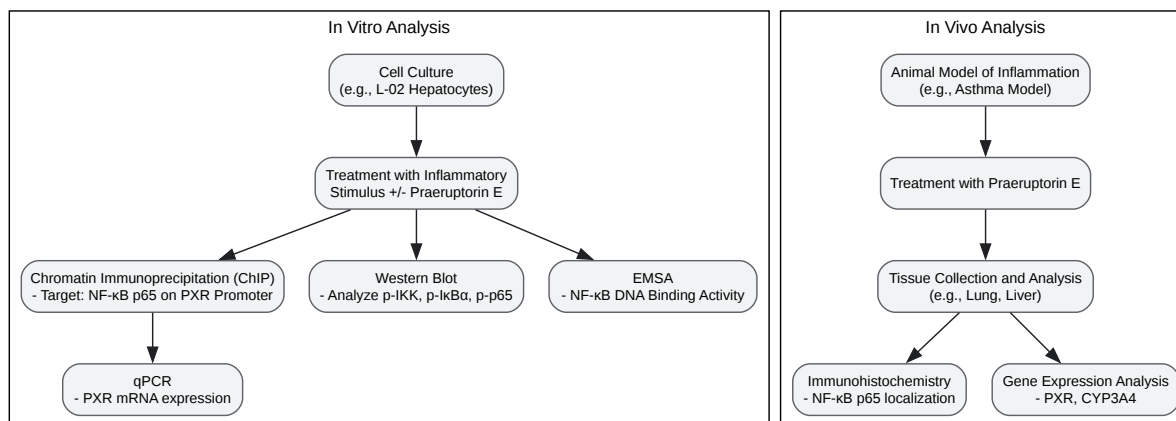 In Vitro Analysis
Cell Culture
(e.g., L-02 Hepatocytes)
Treatment with Inflammatory
Stimulus +/- Praeruptorin E
Chromatin Immunoprecipitation (ChIP)
- Target: NF-κB p65 on PXR Promoter
Western Blot
- Analyze p-IKK, p-IκBα, p-p65
EMSA
- NF-κB DNA Binding Activity
qPCR
- PXR mRNA expression
In Vivo Analysis
Animal Model of Inflammation
(e.g., Asthma Model)
Treatment with Praeruptorin E
Tissue Collection and Analysis
(e.g., Lung, Liver)
Immunohistochemistry
- NF-κB p65 localization
Gene Expression Analysis
- PXR, CYP3A4